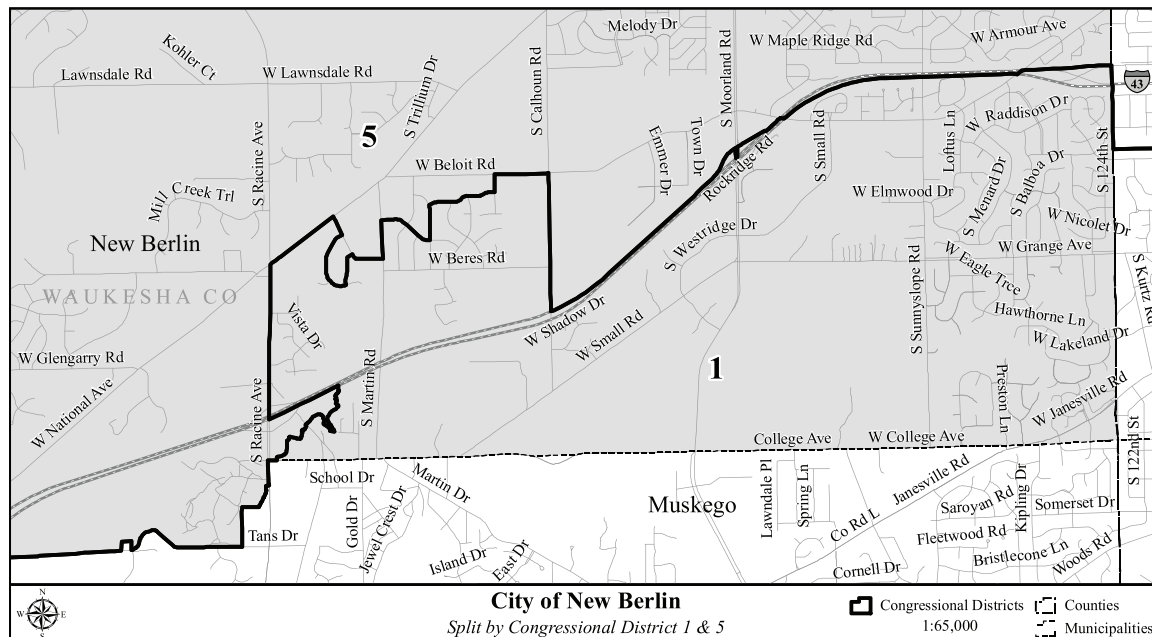 Melody Dr
W Armour Ave
W Maple Ridge Rd
Kohler Ct
Lawnsdale Rd
W Lawnsdale Rd
S Trillium Dr
S Calhoun Rd
S Moorland Rd
43
W Raddison Dr
Loftus Ln
S Small Rd
S 124th St
5
S Racine Ave
Emmer Dr
Town Dr
W Beloit Rd
Rockridge Rd
Mill Creek Trl
W Elmwood Dr
S Menard Dr
S Balboa Dr
W Nicolet Dr
New Berlin
S Westridge Dr
W Beres Rd
W Grange Ave
W Eagle Trce
S Kurtz Rd
WAUKESHA CO
S Sunnyslope Rd
Hawthorne Ln
Vista Dr
W Shadow Dr
W Small Rd
W Lakeland Dr
W Glengarry Rd
1
W National Ave
S Racine Ave
S Martin Rd
Preston Ln
W Janesville Rd
College Ave
W College Ave
S 122nd St
School Dr
Martin Dr
Lawndale Pl
Spring Ln
Janesville Rd
Muskego
Gold Dr
Jewel Crest Dr
Saroyan Rd
Kipling Dr
Somerset Dr
Tans Dr
Co Rd L
Fleetwood Rd
Island Dr
East Dr
Bristlecone Ln
Woods Rd
Cornell Dr
N
W E
S
City of New Berlin
Split by Congressional District 1 & 5
Congressional Districts
1:65,000
Counties
Municipalities